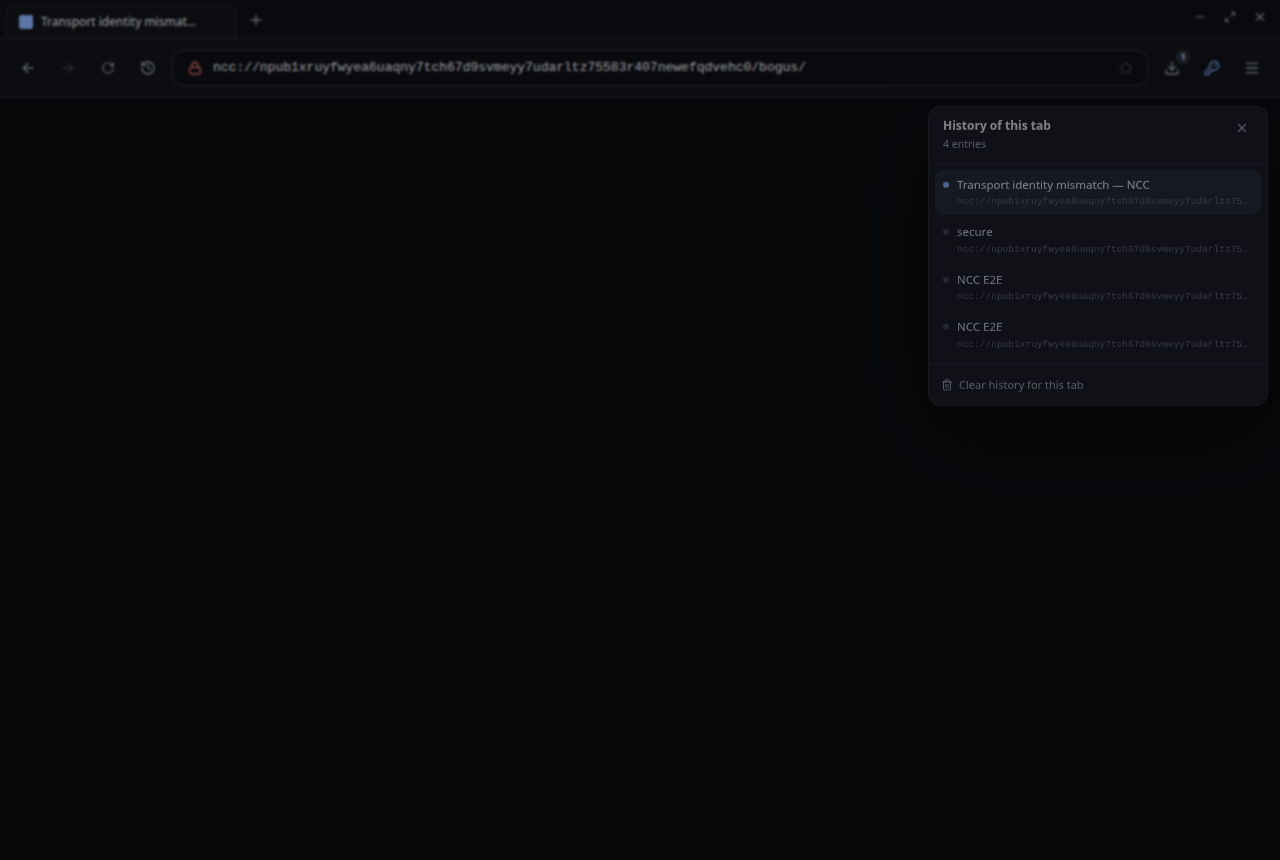 Transport identity mismat...
ncc://npub1xruyfwyea6uaqny7tch67d9svmeyy7udarltz75583r407newefqdvehc0/bogus/
1
History of this tab
4 entries
Transport identity mismatch — NCC
ncc://npub1xruyfwyea6uaqny7tch67d9svmeyy7udarltz75…
secure
ncc://npub1xruyfwyea6uaqny7tch67d9svmeyy7udarltz75…
NCC E2E
ncc://npub1xruyfwyea6uaqny7tch67d9svmeyy7udarltz75…
NCC E2E
ncc://npub1xruyfwyea6uaqny7tch67d9svmeyy7udarltz75…
Clear history for this tab